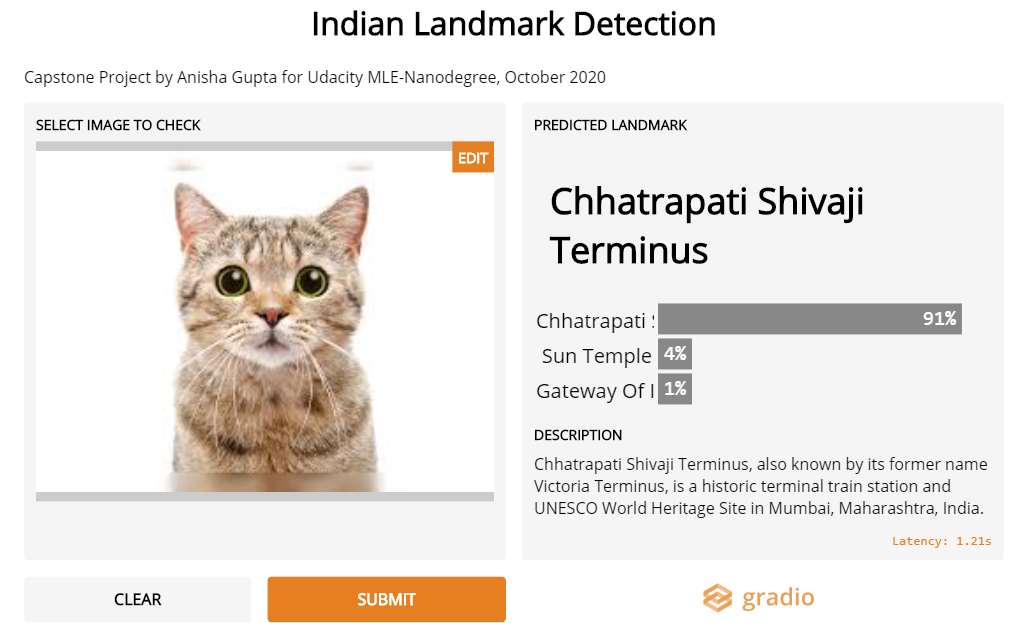 Indian Landmark Detection
Capstone Project by Anisha Gupta for Udacity MLE-Nanodegree, October 2020
SELECT IMAGE TO CHECK
EDIT
CLEAR
SUBMIT
PREDICTED LANDMARK
Chhatrapati Shivaji
Terminus
Chhatrapati 91%
Sun Temple 4%
Gateway Of 1%
DESCRIPTION
Chhatrapati Shivaji Terminus, also known by its former name
Victoria Terminus, is a historic terminal train station and
UNESCO World Heritage Site in Mumbai, Maharashtra, India.
Latency: 1.21s
gradio